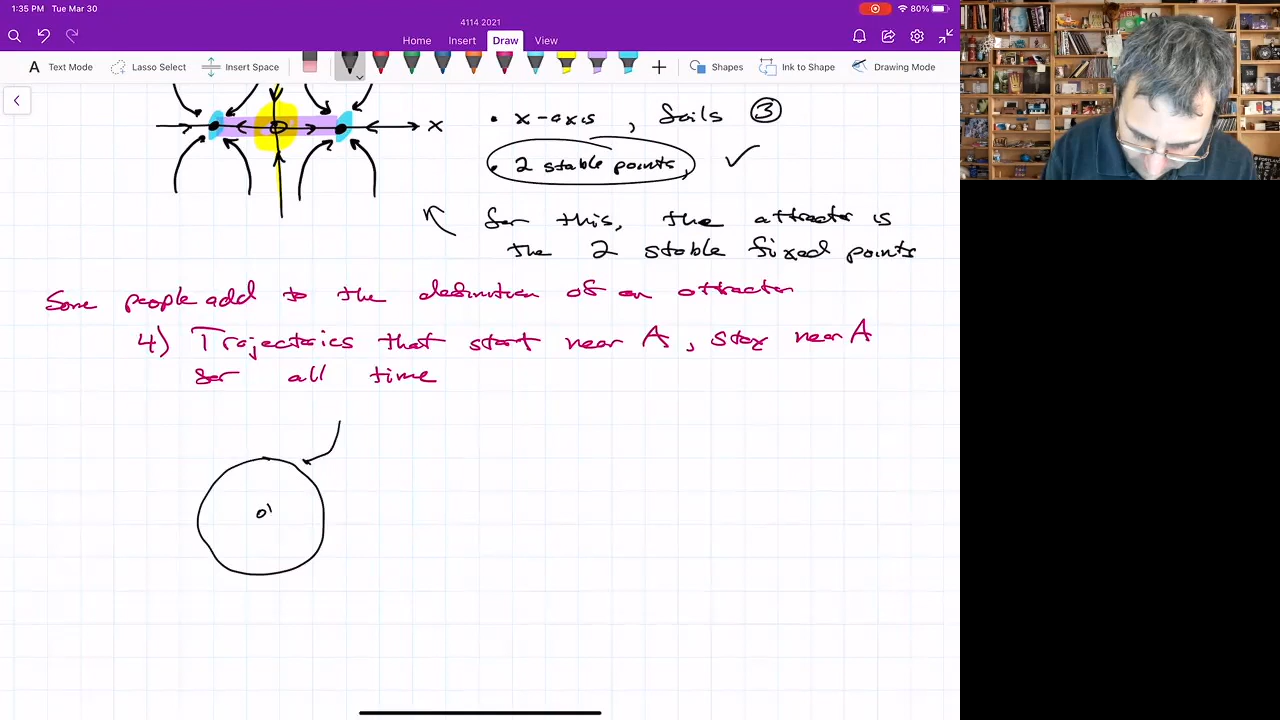 1:35 PM Tue Mar 30
80%
4114 2021
Home Insert Draw View
Text Mode Lasso Select Insert Space Shapes Ink to Shape Drawing Mode
x
• x-axis, fails ③
• 2 stable points, ✓
for this, the attractor is
the 2 stable fixed points
Some people add to the definition of an attractor
4) Trajectories that start near A, stay near A
for all time